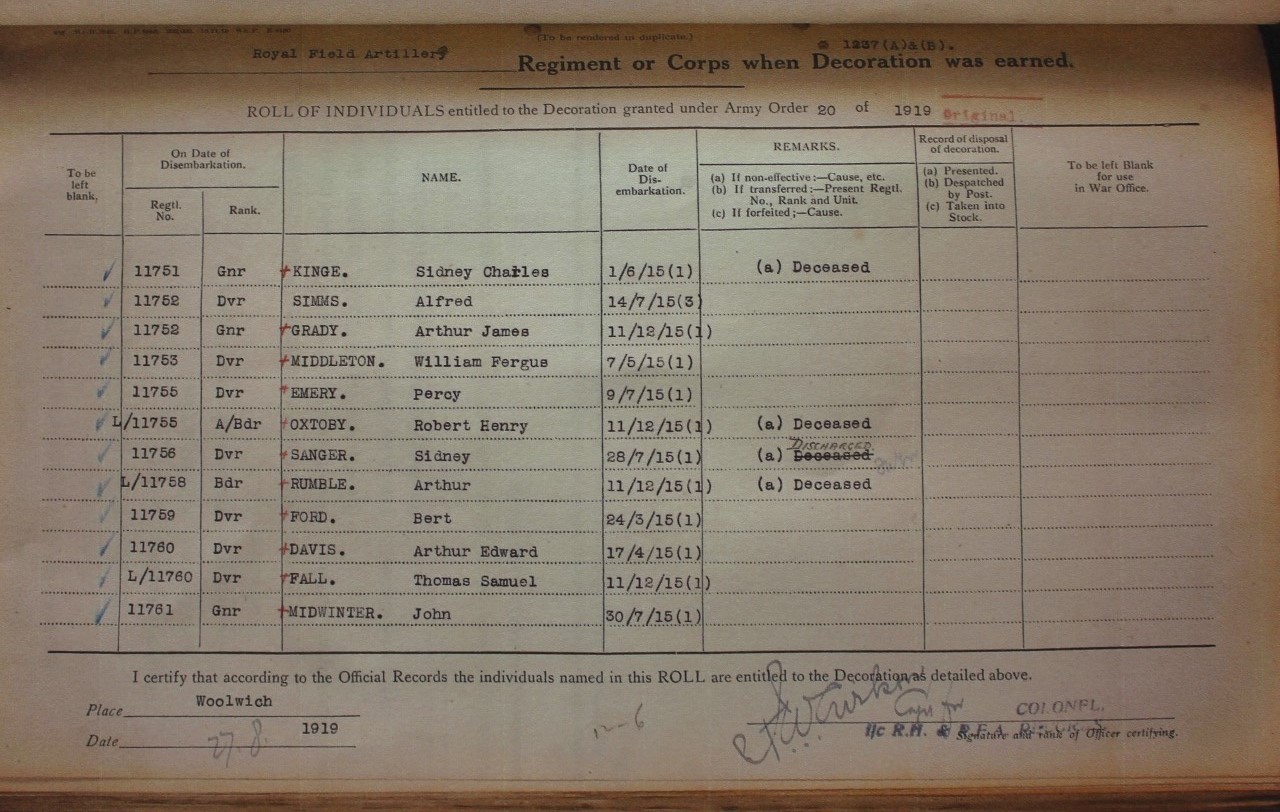 (To be rendered in duplicate.)
1237(A)&(B).
Royal Field Artillery Regiment or Corps when Decoration was earned.
ROLL OF INDIVIDUALS entitled to the Decoration granted under Army Order 20 of 1919 Original.
To be left blank,
On Date of Disembarkation.
Regtl. No.
Rank.
NAME.
Date of Dis-embarkation.
REMARKS.
(a) If non-effective:—Cause, etc.
(b) If transferred:—Present Regtl. No., Rank and Unit.
(c) If forfeited;—Cause.
Record of disposal of decoration.
(a) Presented.
(b) Despatched by Post.
(c) Taken into Stock.
To be left Blank for use in War Office.
11751 Gnr +KINGE. Sidney Charles 1/6/15(1) (a) Deceased
11752 Dvr SIMMS. Alfred 14/7/15(3)
11752 Gnr +GRADY. Arthur James 11/12/15(1)
11753 Dvr +MIDDLETON. William Fergus 7/5/15(1)
11755 Dvr +EMERY. Percy 9/7/15(1)
L/11755 A/Bdr +OXTOBY. Robert Henry 11/12/15(1) (a) Deceased
DISCHARGED
11756 Dvr +SANGER. Sidney 28/7/15(1) (a) Deceased
L/11758 Bdr +RUMBLE. Arthur 11/12/15(1) (a) Deceased
11759 Dvr +FORD. Bert 24/3/15(1)
11760 Dvr +DAVIS. Arthur Edward 17/4/15(1)
L/11760 Dvr +FALL. Thomas Samuel 11/12/15(1)
11761 Gnr +MIDWINTER. John 30/7/15(1)
I certify that according to the Official Records the individuals named in this ROLL are entitled to the Decoration as detailed above.
Place Woolwich
Capt for COLONEL,
12-6
Date 27.8. 1919
I/c R.H. & R.F.A. RECORDS.
Signature and rank of Officer certifying.